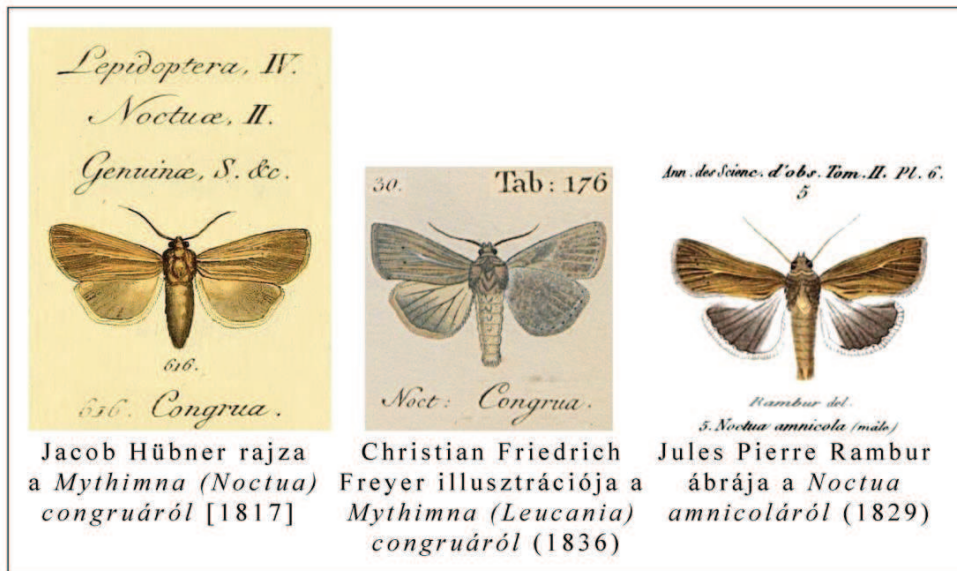 Lepidoptera, IV.
Noctuæ, II.
Genuinæ, S. &c.
616.
616. Congrua.
Jacob Hübner rajza
a Mythimna (Noctua)
congruáról [1817]
30. Tab: 176
Noct: Congrua.
Christian Friedrich
Freyer illusztrációja a
Mythimna (Leucania)
congruáról (1836)
Ann. des Scienc. d'obs. Tom. II. Pl. 6.
5
Rambur del.
5. Noctua amnicola (mâle)
Jules Pierre Rambur
ábrája a Noctua
amnicoláról (1829)